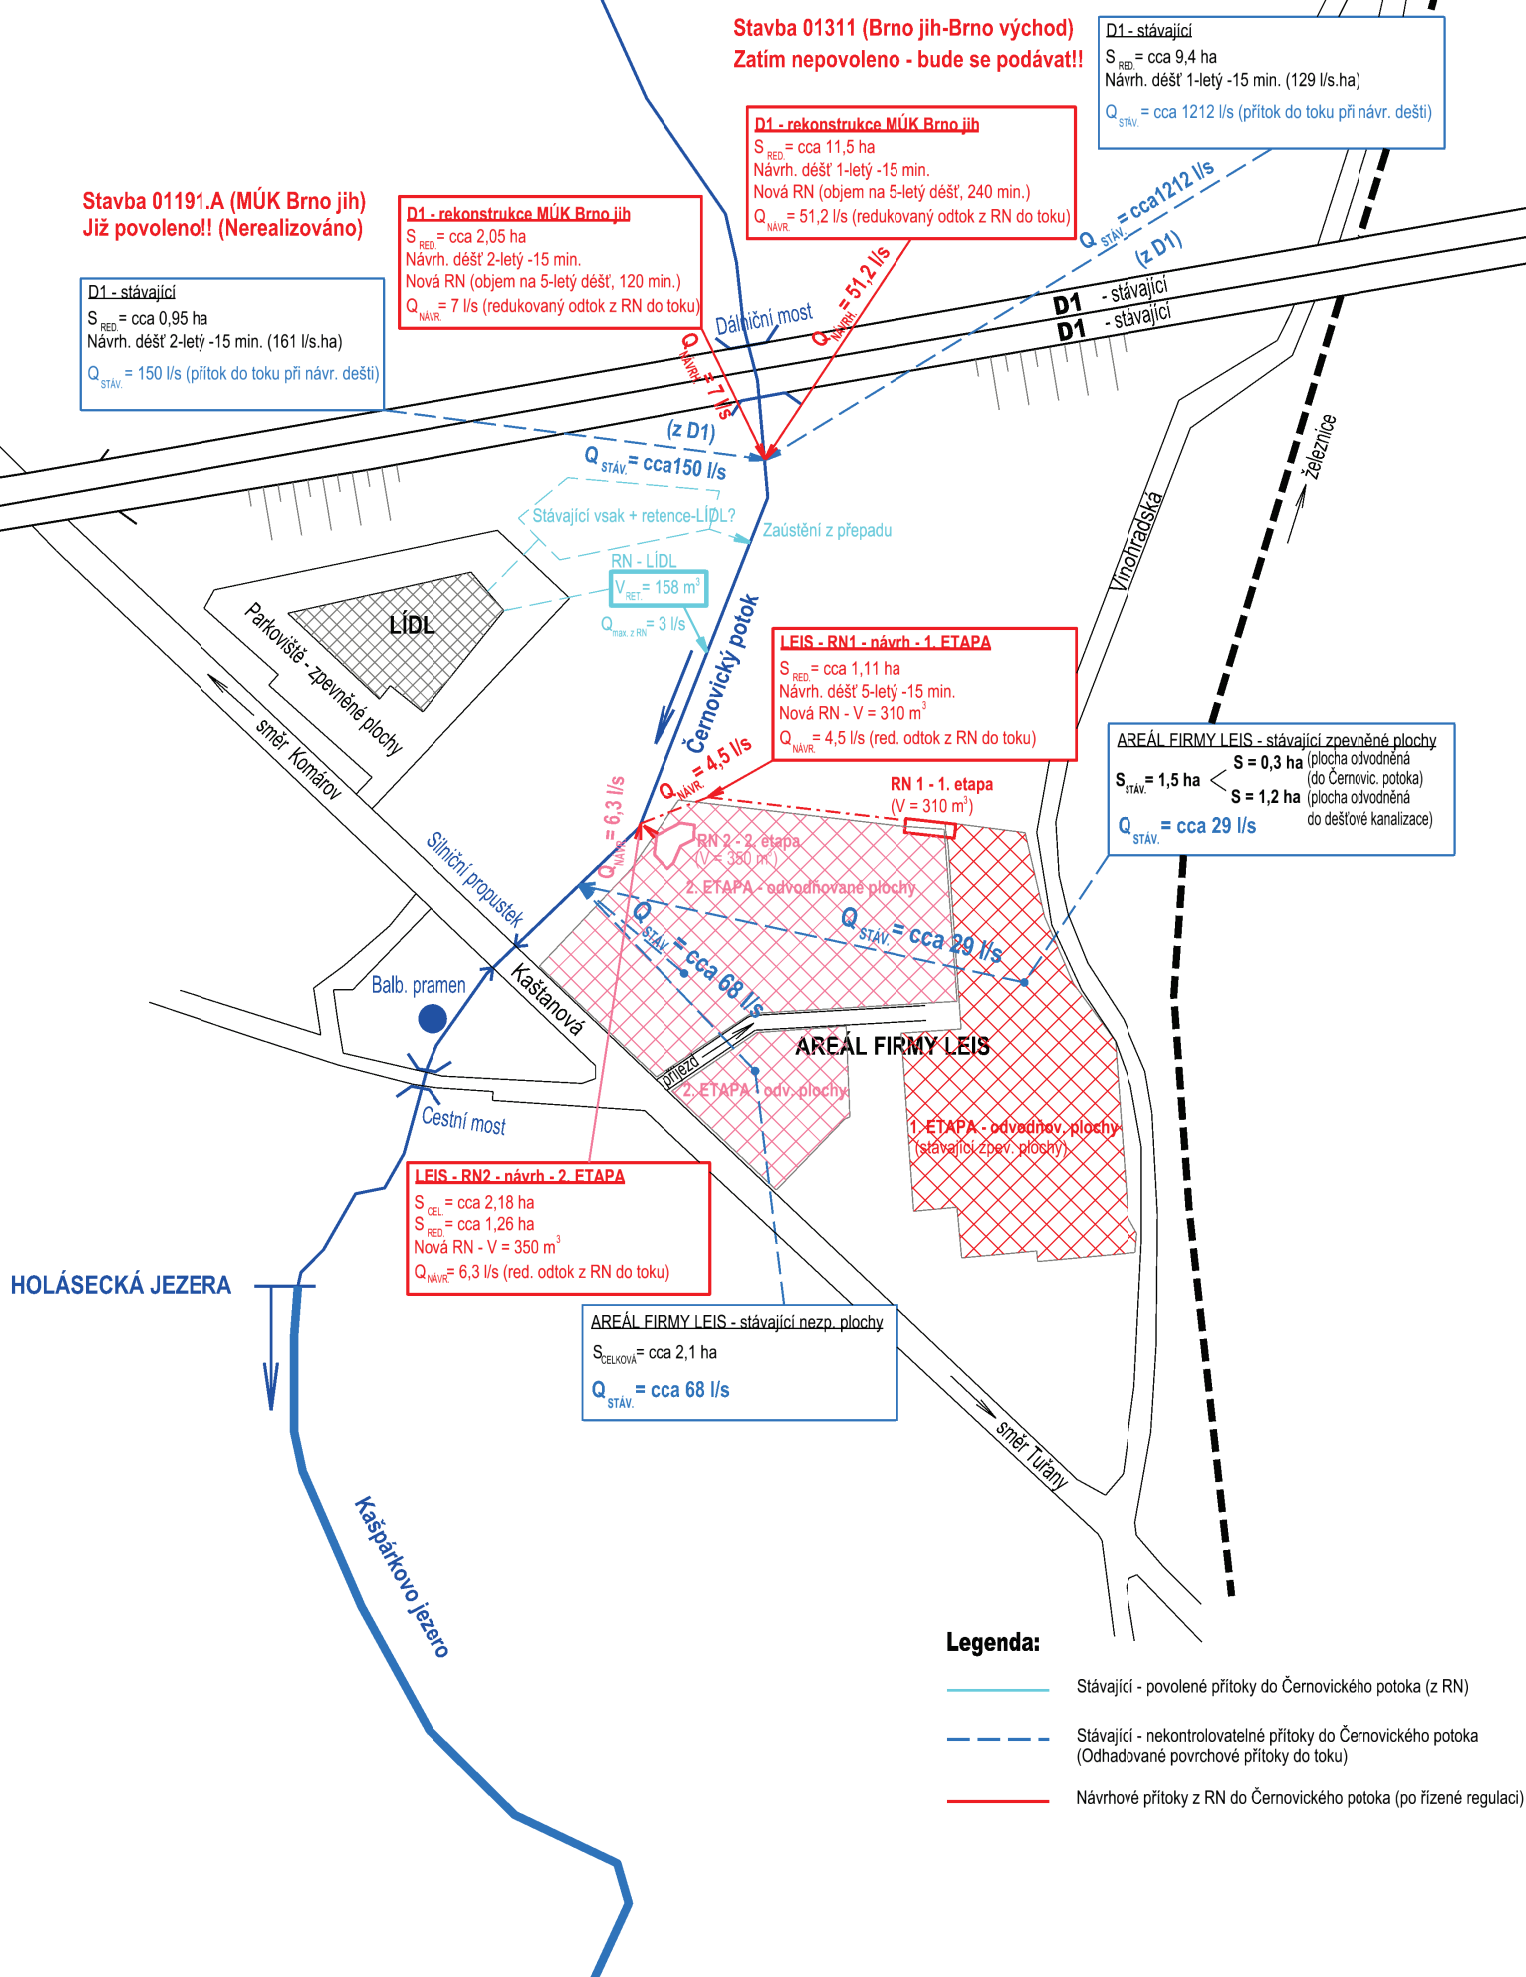 Stavba 01311 (Brno jih-Brno východ)
Zatím nepovoleno - bude se podávat!!
D1 - stávající
S RED. = cca 9,4 ha
Návrh. déšť 1-letý -15 min. (129 l/s.ha)
Q STÁV. = cca 1212 l/s (přítok do toku při návr. dešti)
D1 - rekonstrukce MÚK Brno jih
S RED. = cca 11,5 ha
Návrh. déšť 1-letý -15 min.
Nová RN (objem na 5-letý déšť, 240 min.)
Q NÁVR. = 51,2 l/s (redukovaný odtok z RN do toku)
Stavba 01191.A (MÚK Brno jih)
Již povoleno!! (Nerealizováno)
D1 - rekonstrukce MÚK Brno jih
S RED. = cca 2,05 ha
Návrh. déšť 2-letý -15 min.
Nová RN (objem na 5-letý déšť, 120 min.)
Q NÁVR. = 7 l/s (redukovaný odtok z RN do toku)
D1 - stávající
S RED. = cca 0,95 ha
Návrh. déšť 2-letý -15 min. (161 l/s.ha)
Q STÁV. = 150 l/s (přítok do toku při návr. dešti)
Q STÁV. = cca1212 l/s
(z D1)
Q NÁVRH. = 51,2 l/s
Q NÁVRH. = 7 l/s
Dálniční most
D1 - stávající
D1 - stávající
(z D1)
Q STÁV. = cca150 l/s
železnice
Vinohradská
Stávající vsak + retence-LÍDL?
Zaústění z přepadu
RN - LÍDL
V RET. = 158 m³
Q max. z RN = 3 l/s
LÍDL
Parkoviště - zpevněné plochy
směr Komárov
Černovický potok
LEIS - RN1 - návrh - 1. ETAPA
S RED. = cca 1,11 ha
Návrh. déšť 5-letý -15 min.
Nová RN - V = 310 m³
Q NÁVR. = 4,5 l/s (red. odtok z RN do toku)
AREÁL FIRMY LEIS - stávající zpevněné plochy
S STÁV. = 1,5 ha
S = 0,3 ha (plocha odvodněná
(do Černovic. potoka)
S = 1,2 ha (plocha odvodněná
do dešťové kanalizace)
Q STÁV. = cca 29 l/s
Q NÁVR. = 4,5 l/s
Q NÁVR. = 6,3 l/s
RN 1 - 1. etapa
(V = 310 m³)
RN 2 - 2. etapa
(V = 350 m³)
2. ETAPA - odvodňované plochy
Silniční propustek
Q STÁV. = cca 29 l/s
Q STÁV. = cca 68 l/s
Balb. pramen
Kaštanová
příjezd
AREÁL FIRMY LEIS
2. ETAPA - odv. plochy
1. ETAPA - odvodňov. plochy
(stávající zpev. plochy)
Cestní most
LEIS - RN2 - návrh - 2. ETAPA
S CEL. = cca 2,18 ha
S RED. = cca 1,26 ha
Nová RN - V = 350 m³
Q NÁVR. = 6,3 l/s (red. odtok z RN do toku)
HOLÁSECKÁ JEZERA
AREÁL FIRMY LEIS - stávající nezp. plochy
S CELKOVÁ = cca 2,1 ha
Q STÁV. = cca 68 l/s
směr Tuřany
Kašpárkovo jezero
Legenda:
Stávající - povolené přítoky do Černovického potoka (z RN)
Stávající - nekontrolovatelné přítoky do Černovického potoka
(Odhadované povrchové přítoky do toku)
Návrhové přítoky z RN do Černovického potoka (po řízené regulaci)